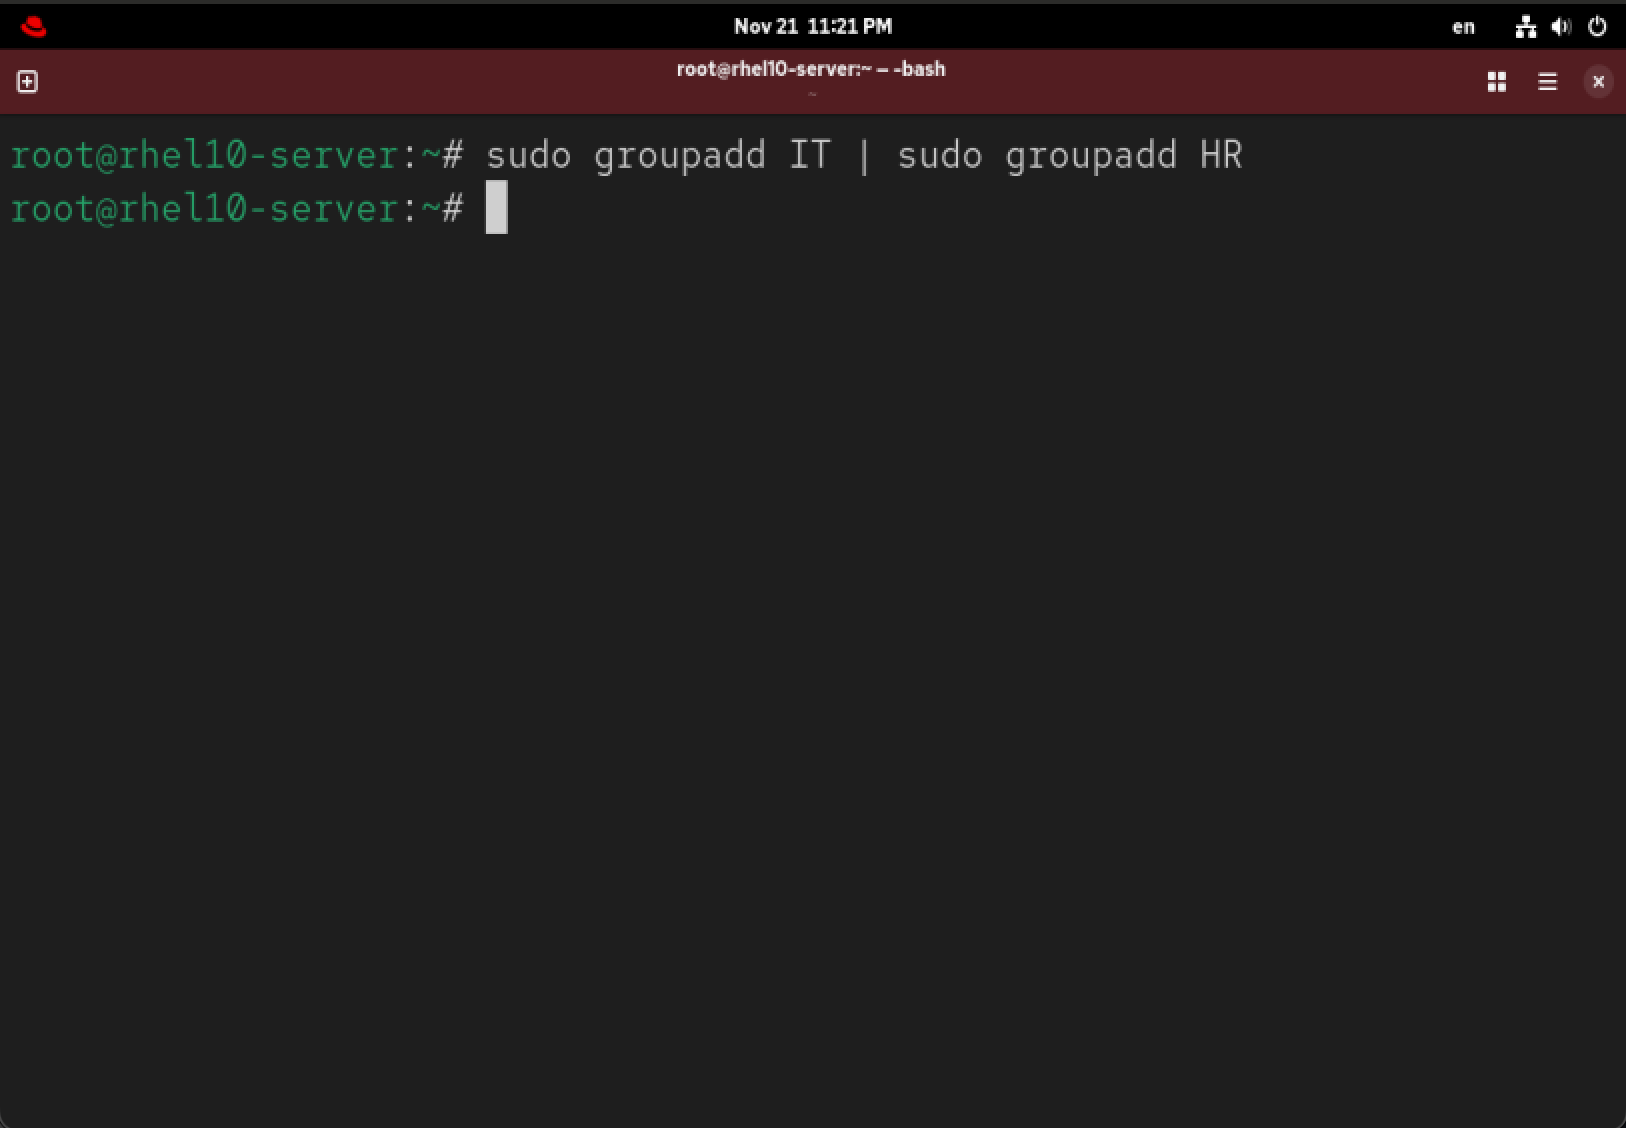 Nov 21 11:21 PM
en
root@rhel10-server:~ — -bash
~
root@rhel10-server:~# sudo groupadd IT | sudo groupadd HR
root@rhel10-server:~#